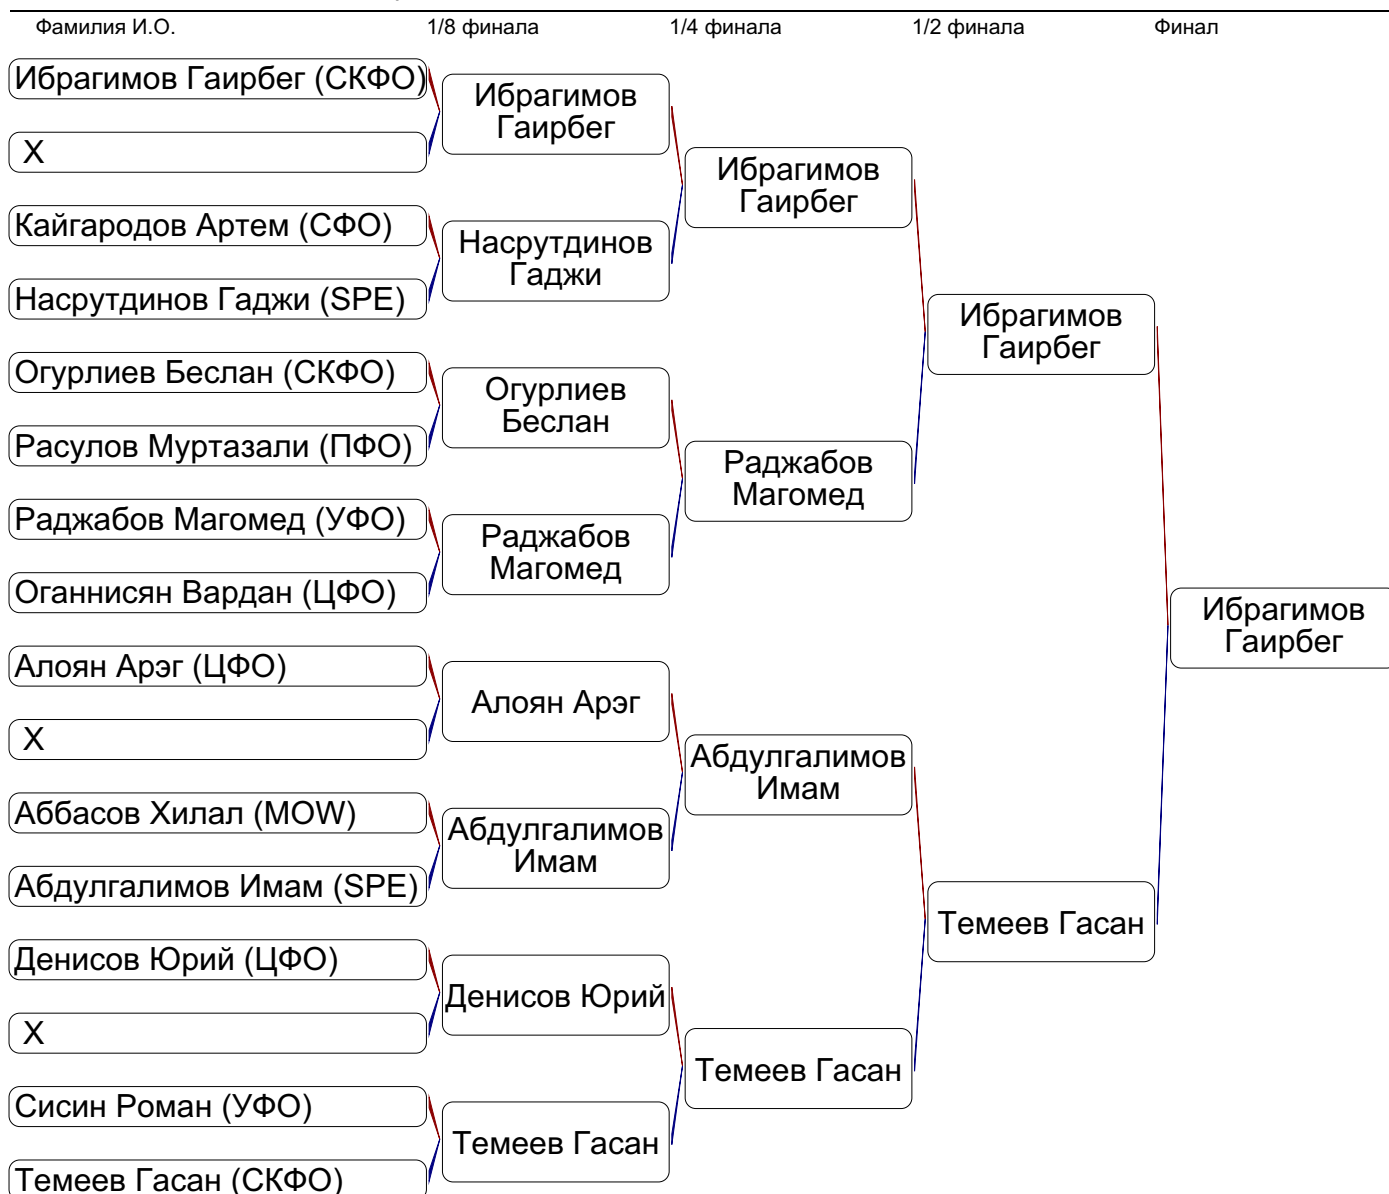 Фамилия И.О. 1/8 финала 1/4 финала 1/2 финала Финал
Ибрагимов Гаирбег (СКФО)
X
Кайгародов Артем (СФО)
Насрутдинов Гаджи (SPE)
Огурлиев Беслан (СКФО)
Расулов Муртазали (ПФО)
Раджабов Магомед (УФО)
Оганнисян Вардан (ЦФО)
Алоян Арэг (ЦФО)
X
Аббасов Хилал (MOW)
Абдулгалимов Имам (SPE)
Денисов Юрий (ЦФО)
X
Сисин Роман (УФО)
Темеев Гасан (СКФО)
Ибрагимов
Гаирбег
Насрутдинов
Гаджи
Огурлиев
Беслан
Раджабов
Магомед
Алоян Арэг
Абдулгалимов
Имам
Денисов Юрий
Темеев Гасан
Ибрагимов
Гаирбег
Раджабов
Магомед
Абдулгалимов
Имам
Темеев Гасан
Ибрагимов
Гаирбег
Темеев Гасан
Ибрагимов
Гаирбег